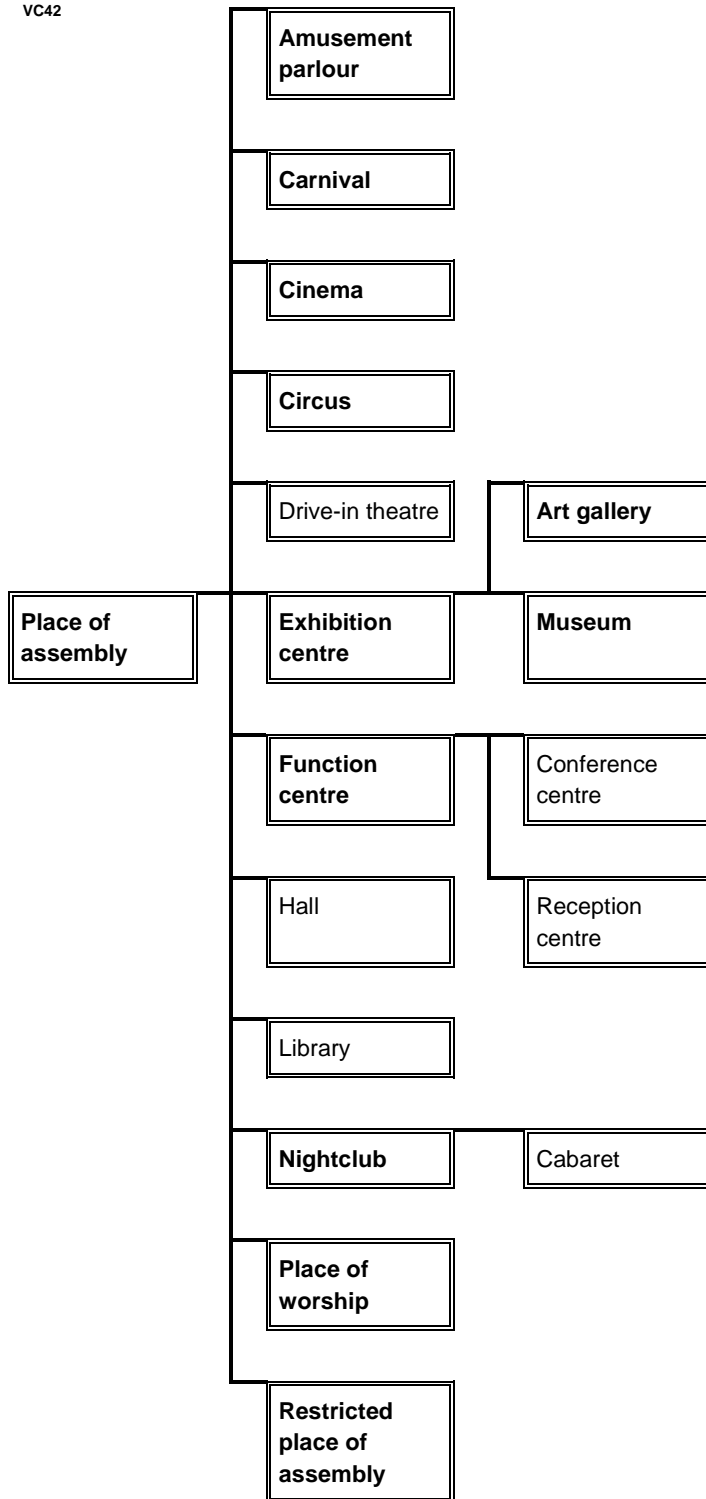 VC42
Amusement
parlour
Carnival
Cinema
Circus
Drive-in theatre
Art gallery
Place of
assembly
Exhibition
centre
Museum
Function
centre
Conference
centre
Hall
Reception
centre
Library
Nightclub
Cabaret
Place of
worship
Restricted
place of
assembly